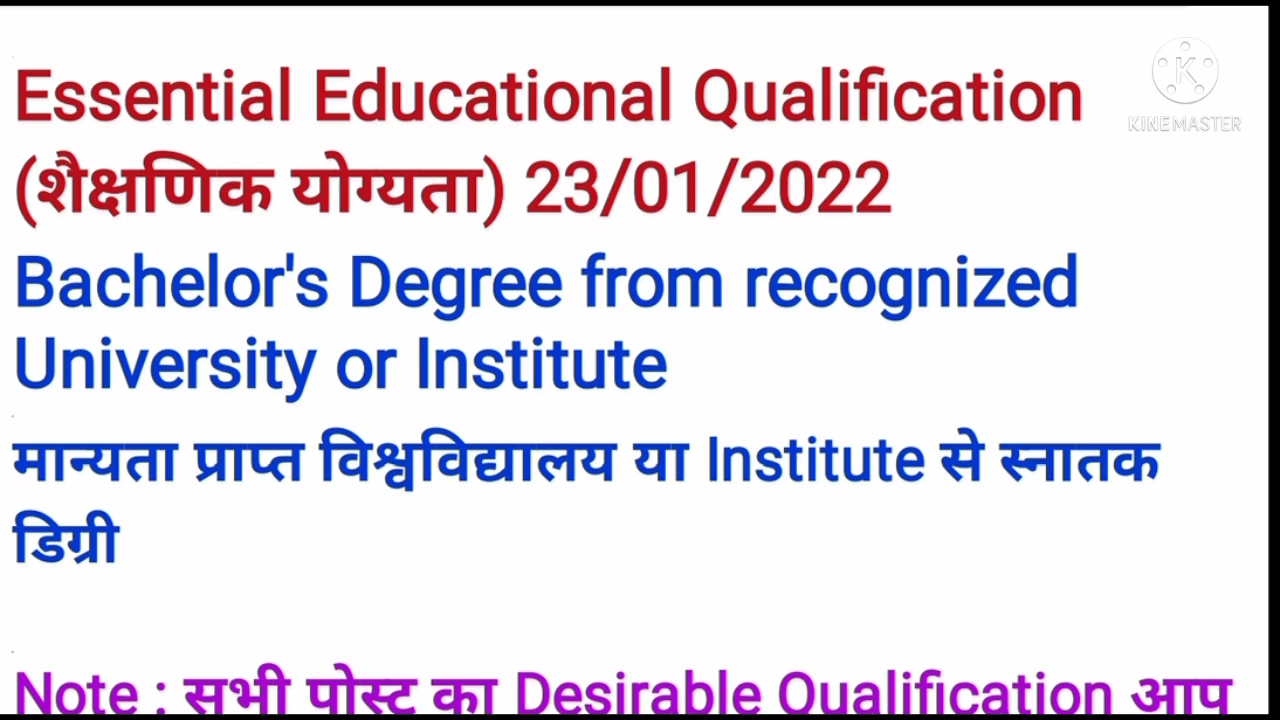 Essential Educational Qualification
K
KINEMASTER
(शैक्षणिक योग्यता) 23/01/2022
Bachelor's Degree from recognized
University or Institute
मान्यता प्राप्त विश्वविद्यालय या Institute से स्नातक
डिग्री
Note : सभी पोस्ट का Desirable Qualification आप